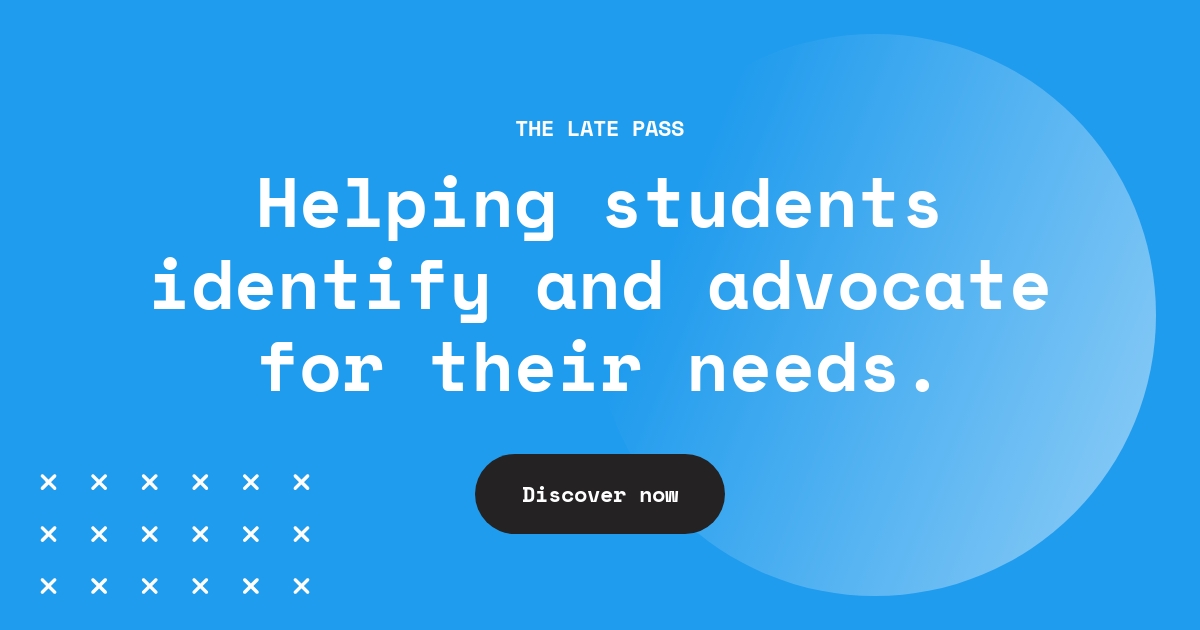 THE LATE PASS
Helping students
identify and advocate
for their needs.
Discover now